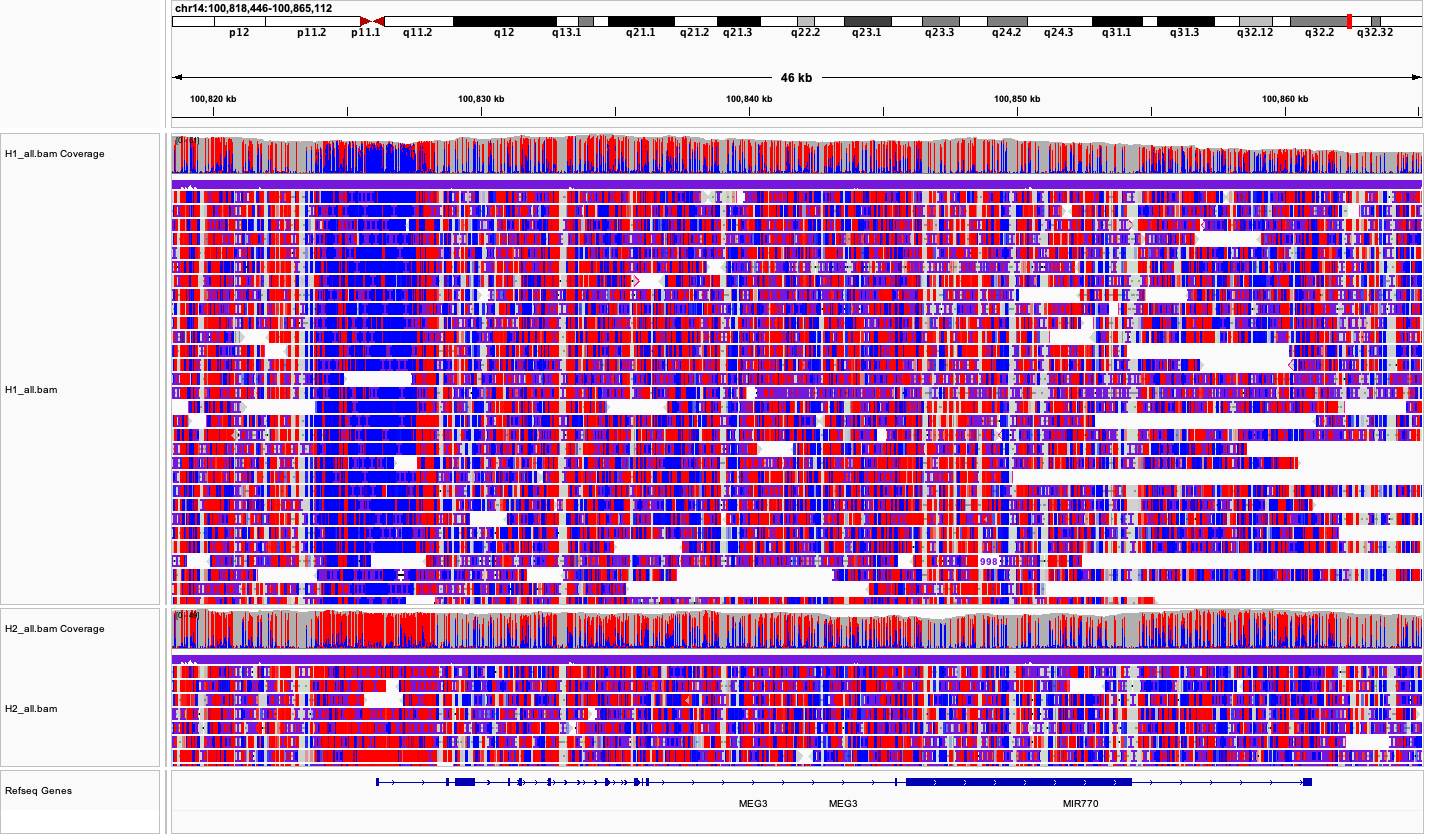 chr14:100,818,446-100,865,112
p12 p11.2 p11.1 q11.2 q12 q13.1 q21.1 q21.2 q21.3 q22.2 q23.1 q23.3 q24.2 q24.3 q31.1 q31.3 q32.12 q32.2 q32.32
46 kb
100,820 kb 100,830 kb 100,840 kb 100,850 kb 100,860 kb
H1_all.bam Coverage
H1_all.bam
998
H2_all.bam Coverage
H2_all.bam
Refseq Genes
MEG3 MEG3 MIR770